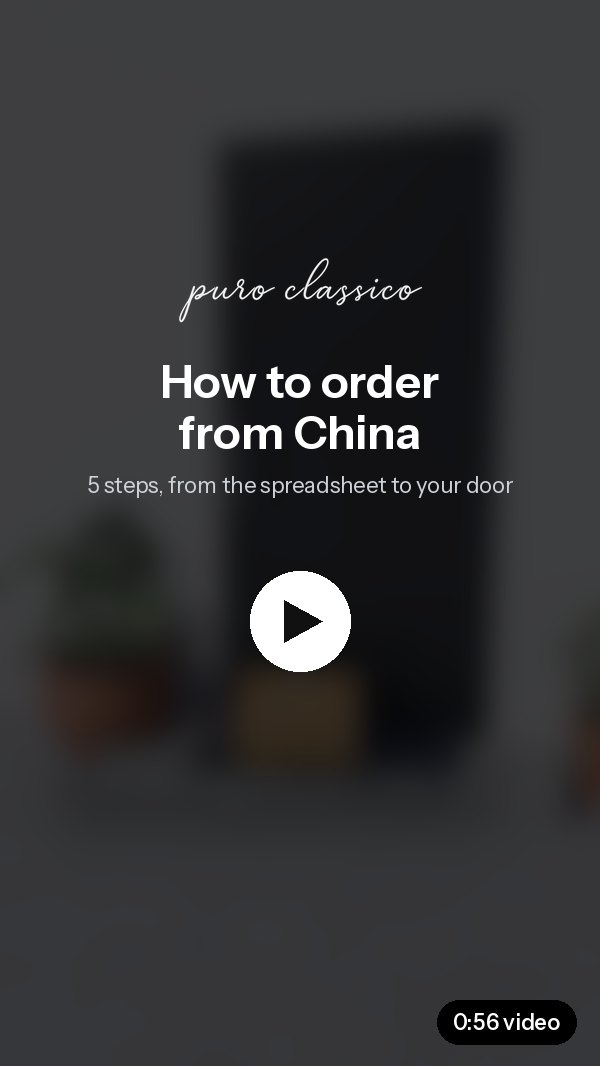 puro classico
How to order
from China
5 steps, from the spreadsheet to your door
0:56 video